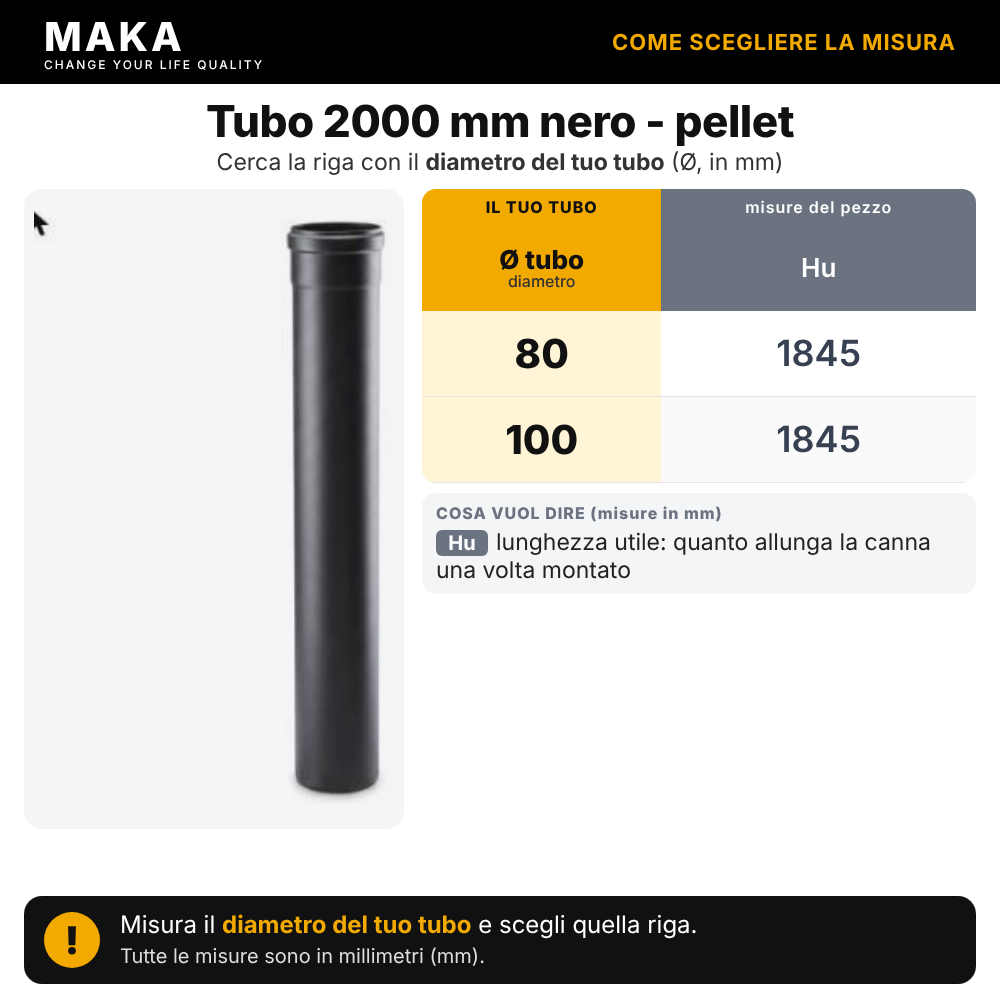 MAKA
CHANGE YOUR LIFE QUALITY
COME SCEGLIERE LA MISURA
Tubo 2000 mm nero - pellet
Cerca la riga con il diametro del tuo tubo (Ø, in mm)
IL TUO TUBO
misure del pezzo
Ø tubo
diametro
Hu
80
1845
100
1845
COSA VUOL DIRE (misure in mm)
Hu lunghezza utile: quanto allunga la canna
una volta montato
! Misura il diametro del tuo tubo e scegli quella riga.
Tutte le misure sono in millimetri (mm).